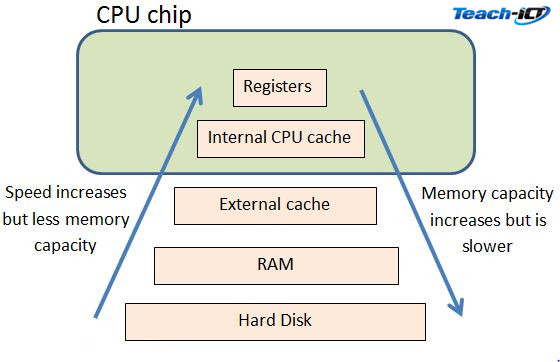 CPU chip
Teach-iCT
Registers
Internal CPU cache
Speed increases
but less memory
capacity
External cache
Memory capacity
increases but is
slower
RAM
Hard Disk